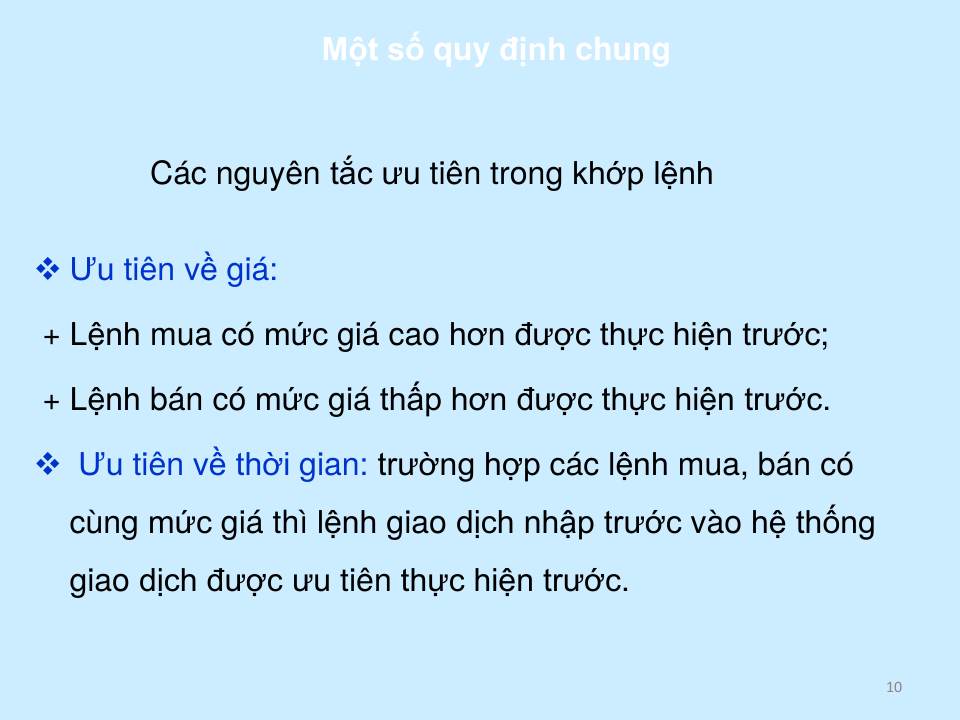 Một số quy định chung
Các nguyên tắc ưu tiên trong khớp lệnh
❖ Ưu tiên về giá:
+ Lệnh mua có mức giá cao hơn được thực hiện trước;
+ Lệnh bán có mức giá thấp hơn được thực hiện trước.
❖ Ưu tiên về thời gian: trường hợp các lệnh mua, bán có
cùng mức giá thì lệnh giao dịch nhập trước vào hệ thống
giao dịch được ưu tiên thực hiện trước.
10